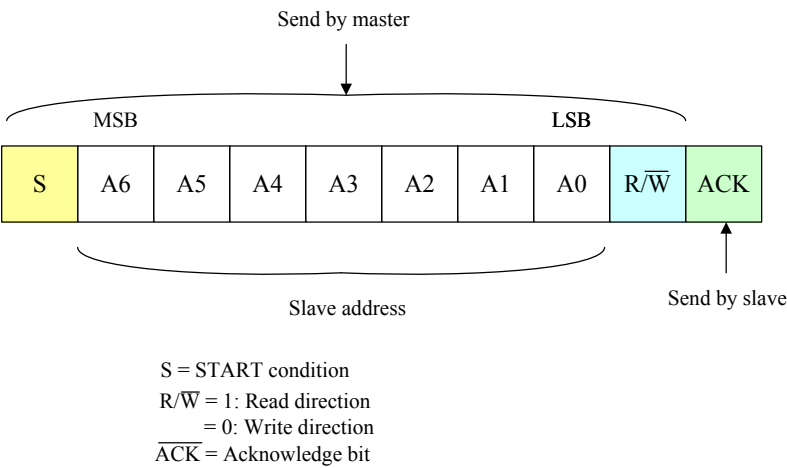 Send by master
MSB LSB
S A6 A5 A4 A3 A2 A1 A0 R/W̅ ACK
Slave address
Send by slave
S = START condition
R/W̅ = 1: Read direction
= 0: Write direction
A̅C̅K̅ = Acknowledge bit